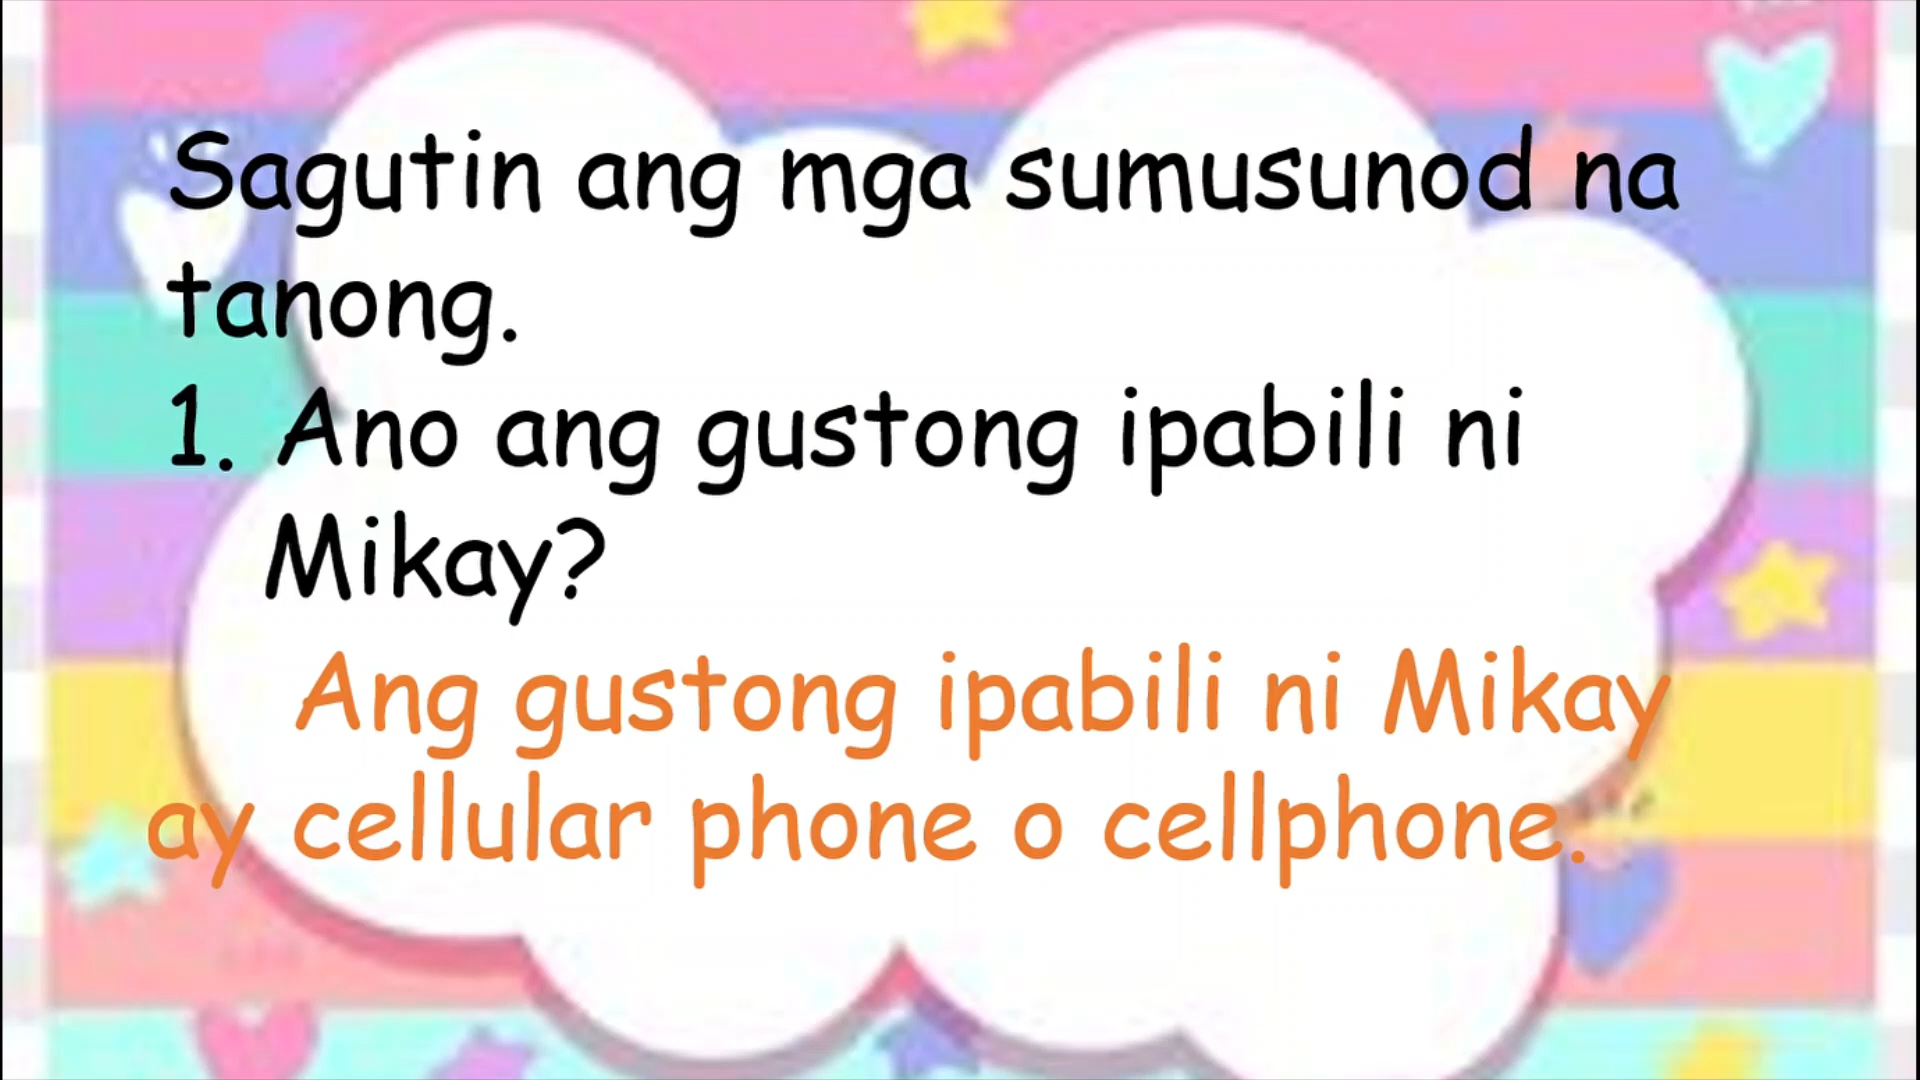 Sagutin ang mga sumusunod na
tanong.
1. Ano ang gustong ipabili ni
Mikay?
Ang gustong ipabili ni Mikay
ay cellular phone o cellphone.